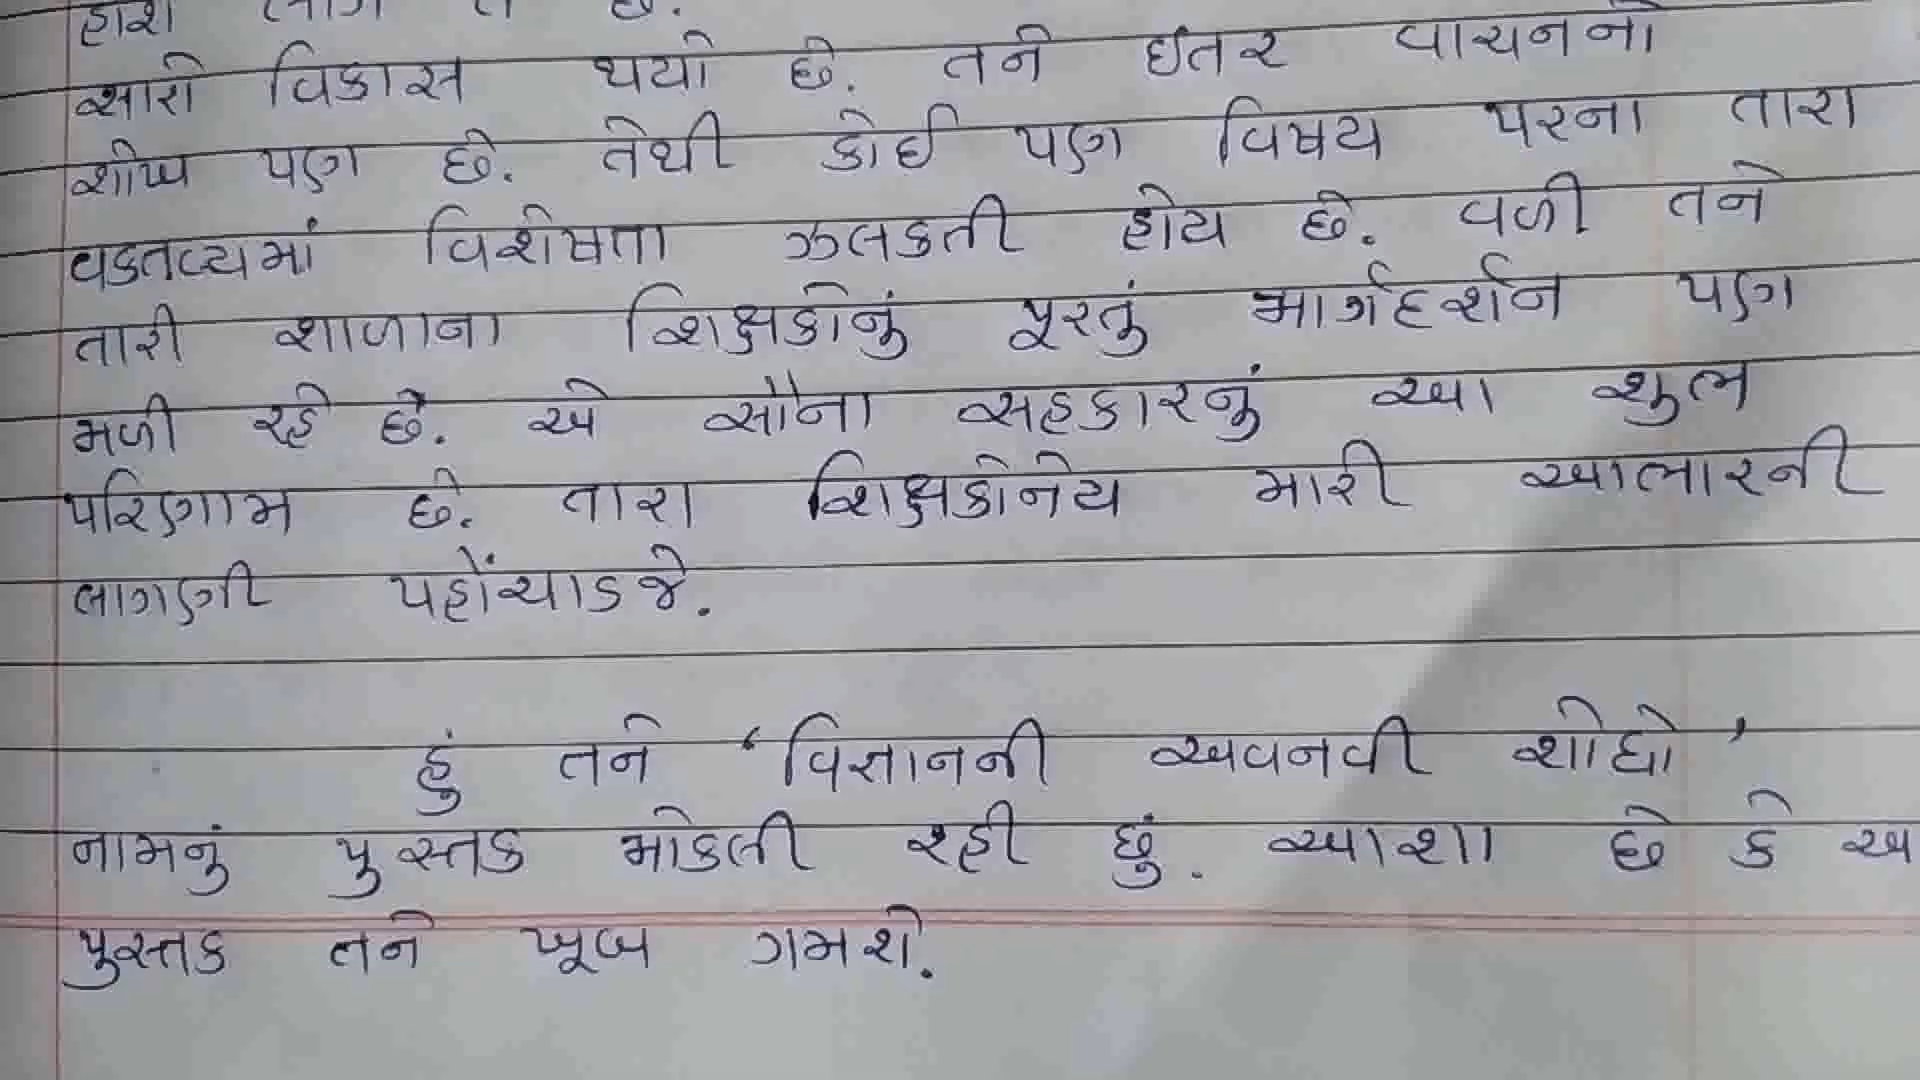 સારો વિકાસ થયો છે. તને ઇતર વાચનનો
શોખ પણ છે. તેથી કોઈ પણ વિષય પરના તારા
વક્તવ્યમાં વિશેષતા ઝલકતી હોય છે. વળી તને
તારી શાળાના શિક્ષકોનું પૂરતું માર્ગદર્શન પણ
મળી રહે છે. એ સૌના સહકારનું આ શુભ
પરિણામ છે. તારા શિક્ષકોનેય મારી આભારની
લાગણી પહોંચાડજે.
હું તને ‘વિજ્ઞાનની અવનવી શોધો’
નામનું પુસ્તક મોકલી રહી છું. આશા છે કે
પુસ્તક તને ખૂબ ગમશે.